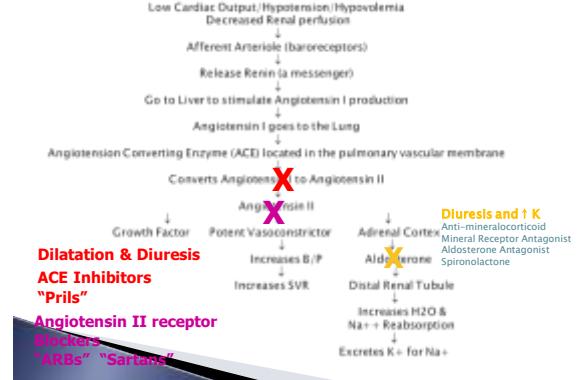 Low Cardiac Output/Hypotension/Hypovolemia
Decreased Renal perfusion
Afferent Arteriole (baroreceptors)
Release Renin (a messenger)
Go to Liver to stimulate Angiotensin I production
Angiotensin I goes to the Lung
Angiotension Converting Enzyme (ACE) located in the pulmonary vascular membrane
Converts Angiotensin I to Angiotensin II
X
Angiotensin II
X
Growth Factor Potent Vasoconstrictor Adrenal Cortex
Increases B/P Aldosterone
X
Increases SVR Distal Renal Tubule
Increases H2O &
Na++ Reabsorption
Excretes K+ for Na+
Diuresis and ↑ K
Anti-mineralocorticoid
Mineral Receptor Antagonist
Aldosterone Antagonist
Spironolactone
Dilatation & Diuresis
ACE Inhibitors
"Prils"
Angiotensin II receptor
Blockers
"ARBs" "Sartans"